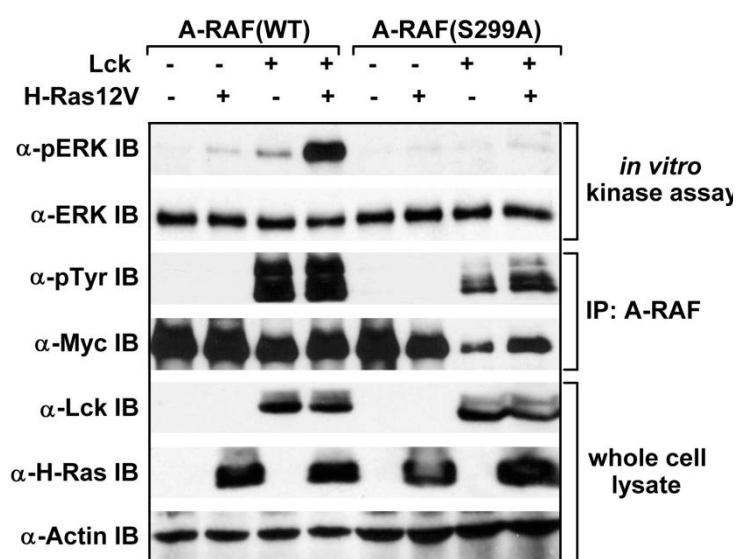 A-RAF(WT) A-RAF(S299A)
Lck - - + + - - + +
H-Ras12V - + - + - + - +
α-pERK IB
α-ERK IB
in vitro
kinase assay
α-pTyr IB
α-Myc IB
IP: A-RAF
α-Lck IB
α-H-Ras IB
α-Actin IB
whole cell
lysate